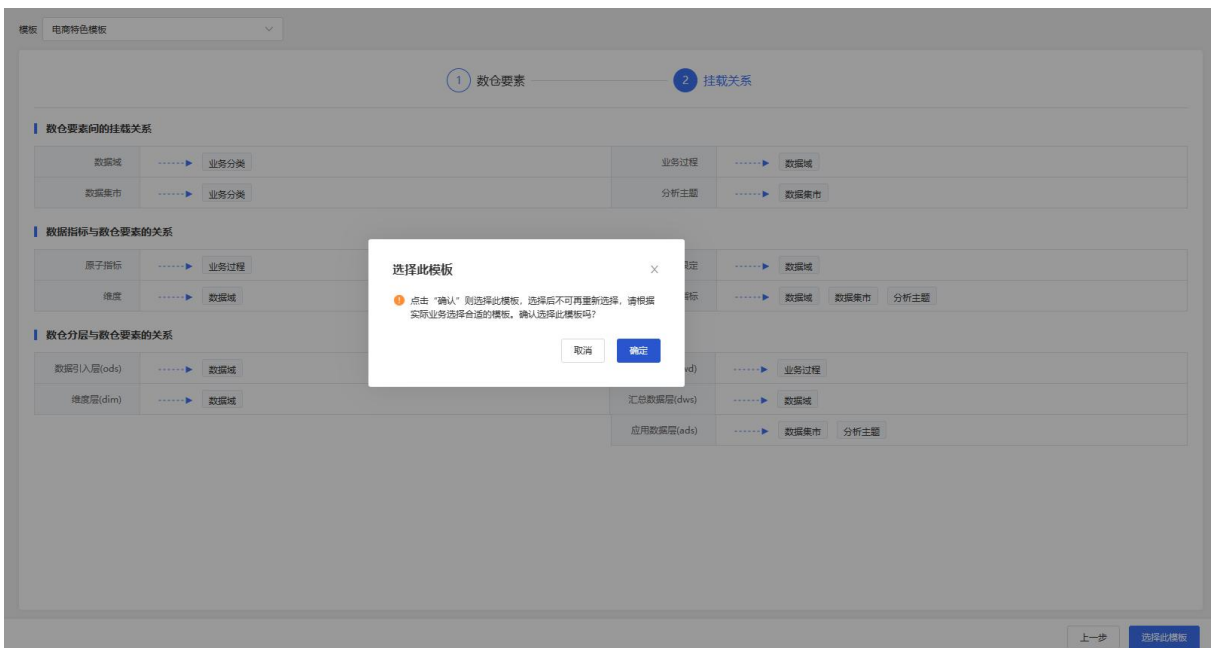 模板 电商特色模板
1 数仓要素 2 挂载关系
数仓要素间的挂载关系
数据域 业务分类 业务过程 数据域
数据集市 业务分类 分析主题 数据集市
数据指标与数仓要素的关系
原子指标 业务过程 数据域
维度 数据域 指标 数据域 数据集市 分析主题
选择此模板
点击“确认”则选择此模板，选择后不可再重新选择，请根据
实际业务选择合适的模板。确认选择此模板吗?
取消 确定
数仓分层与数仓要素的关系
数据引入层(ods) 数据域 业务过程
维度层(dim) 数据域 汇总数据层(dws) 数据域
应用数据层(ads) 数据集市 分析主题
上一步 选择此模板